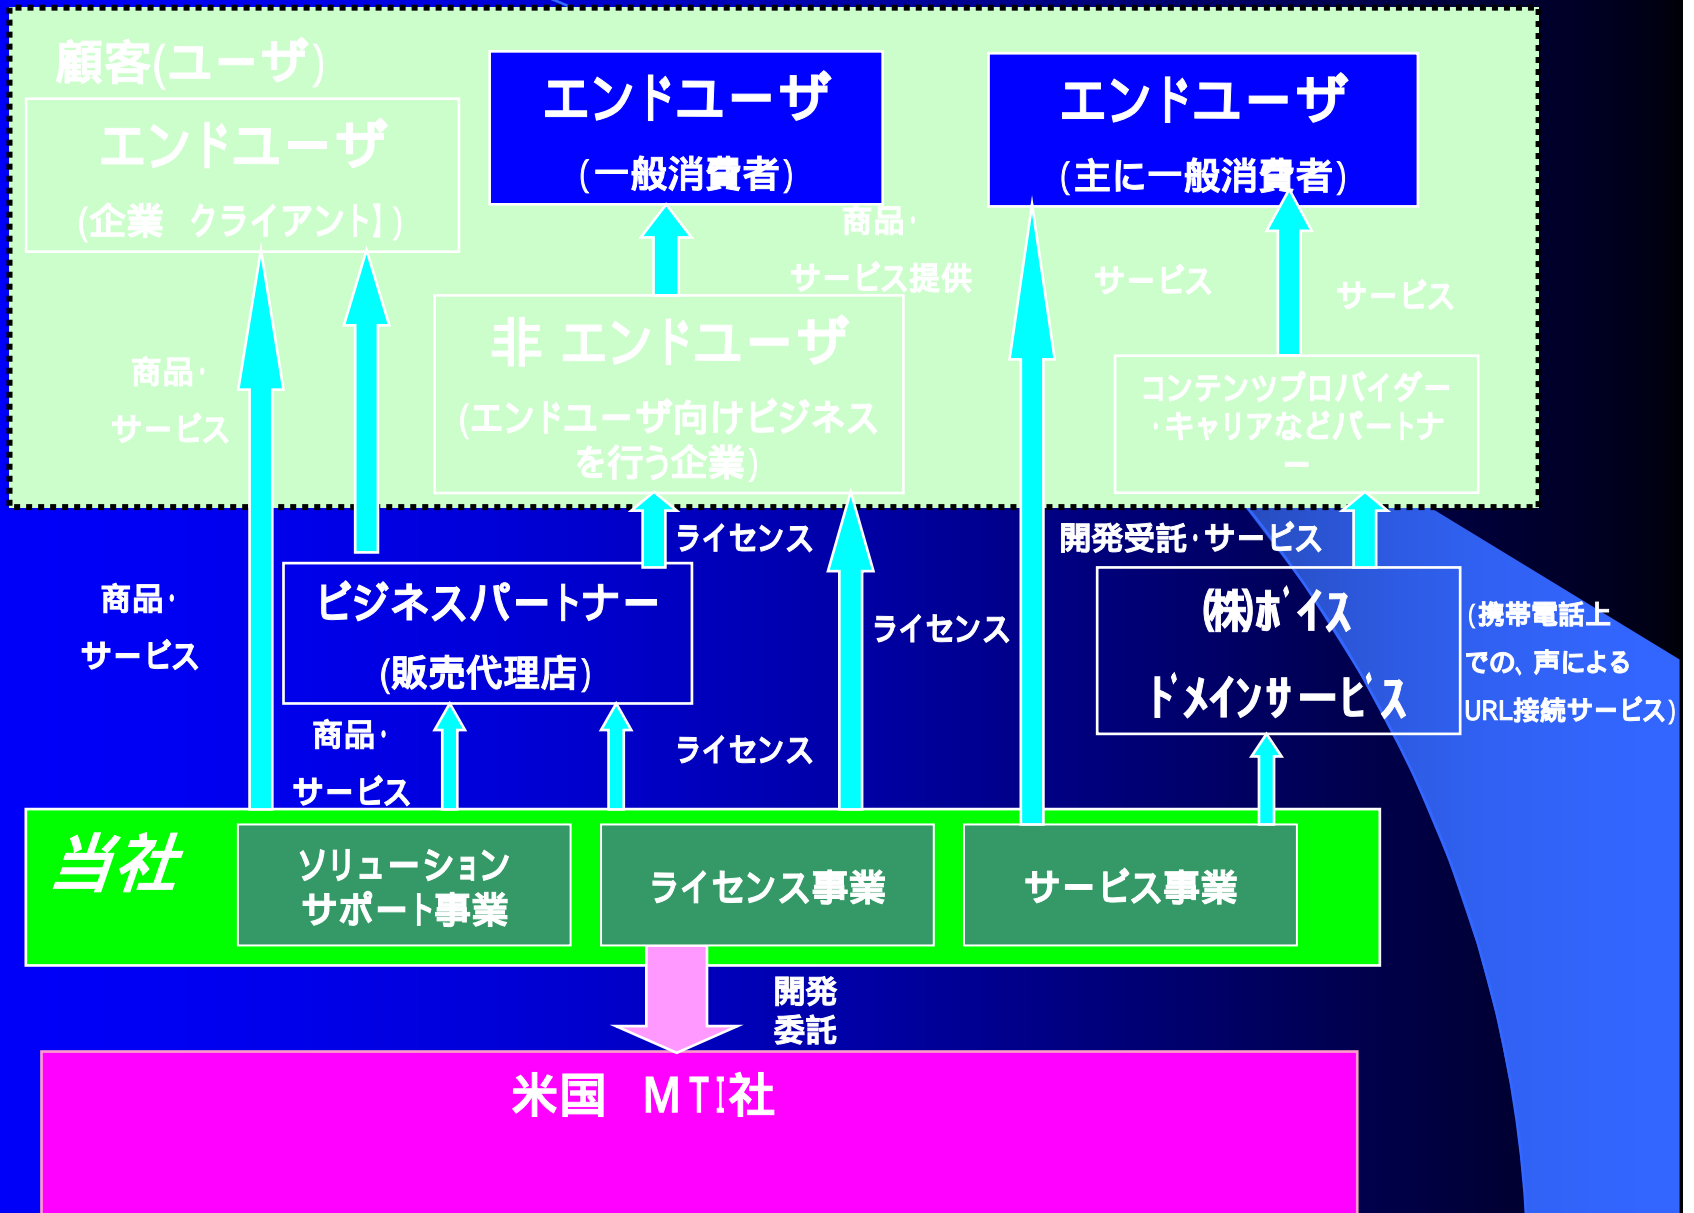 顧客(ユーザ)
エンドユーザ
(企業　クライアント】)
エンドユーザ
(一般消費者)
エンドユーザ
(主に一般消費者)
商品・
サービス提供
サービス
サービス
商品・
サービス
非 エンドユーザ
(エンドユーザ向けビジネス
を行う企業)
コンテンツプロバイダー
・キャリアなどパートナ
ー
ライセンス
開発受託・サービス
商品・
サービス
ビジネスパートナー
(販売代理店)
ライセンス
㈱ボイス
ドメインサービス
(携帯電話上
での、声による
URL接続サービス)
商品・
サービス
ライセンス
当社
ソリューション
サポート事業
ライセンス事業
サービス事業
開発
委託
米国　MTI社